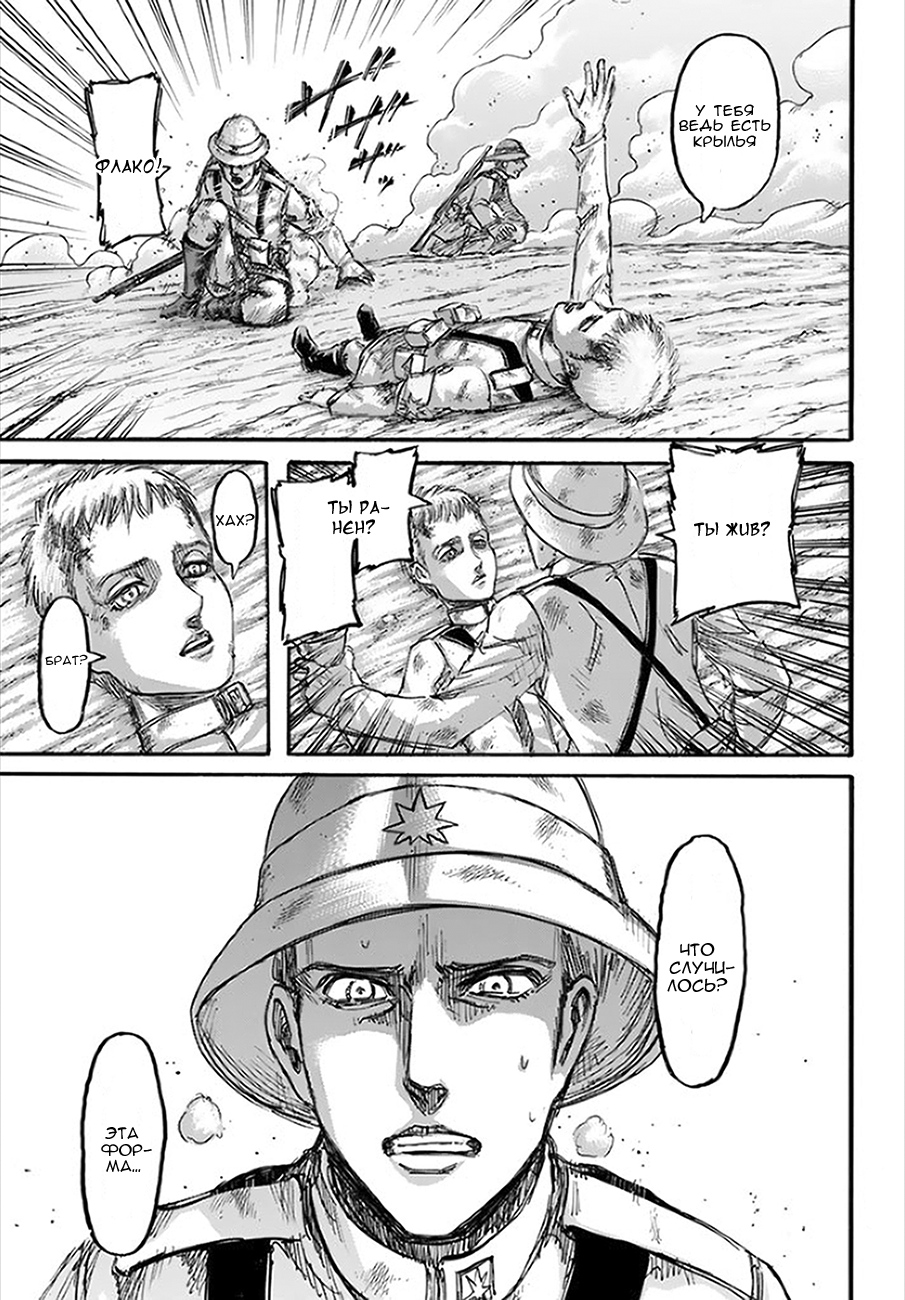 У ТЕБЯ
ВЕДЬ ЕСТЬ
КРЫЛЬЯ
ФЛАКО!
ТЫ ЖИВ?
ТЫ РА-
НЕН?
ХАХ?
БРАТ?
ЧТО
СЛУЧИ-
ЛОСЬ?
ЭТА
ФОР-
МА...